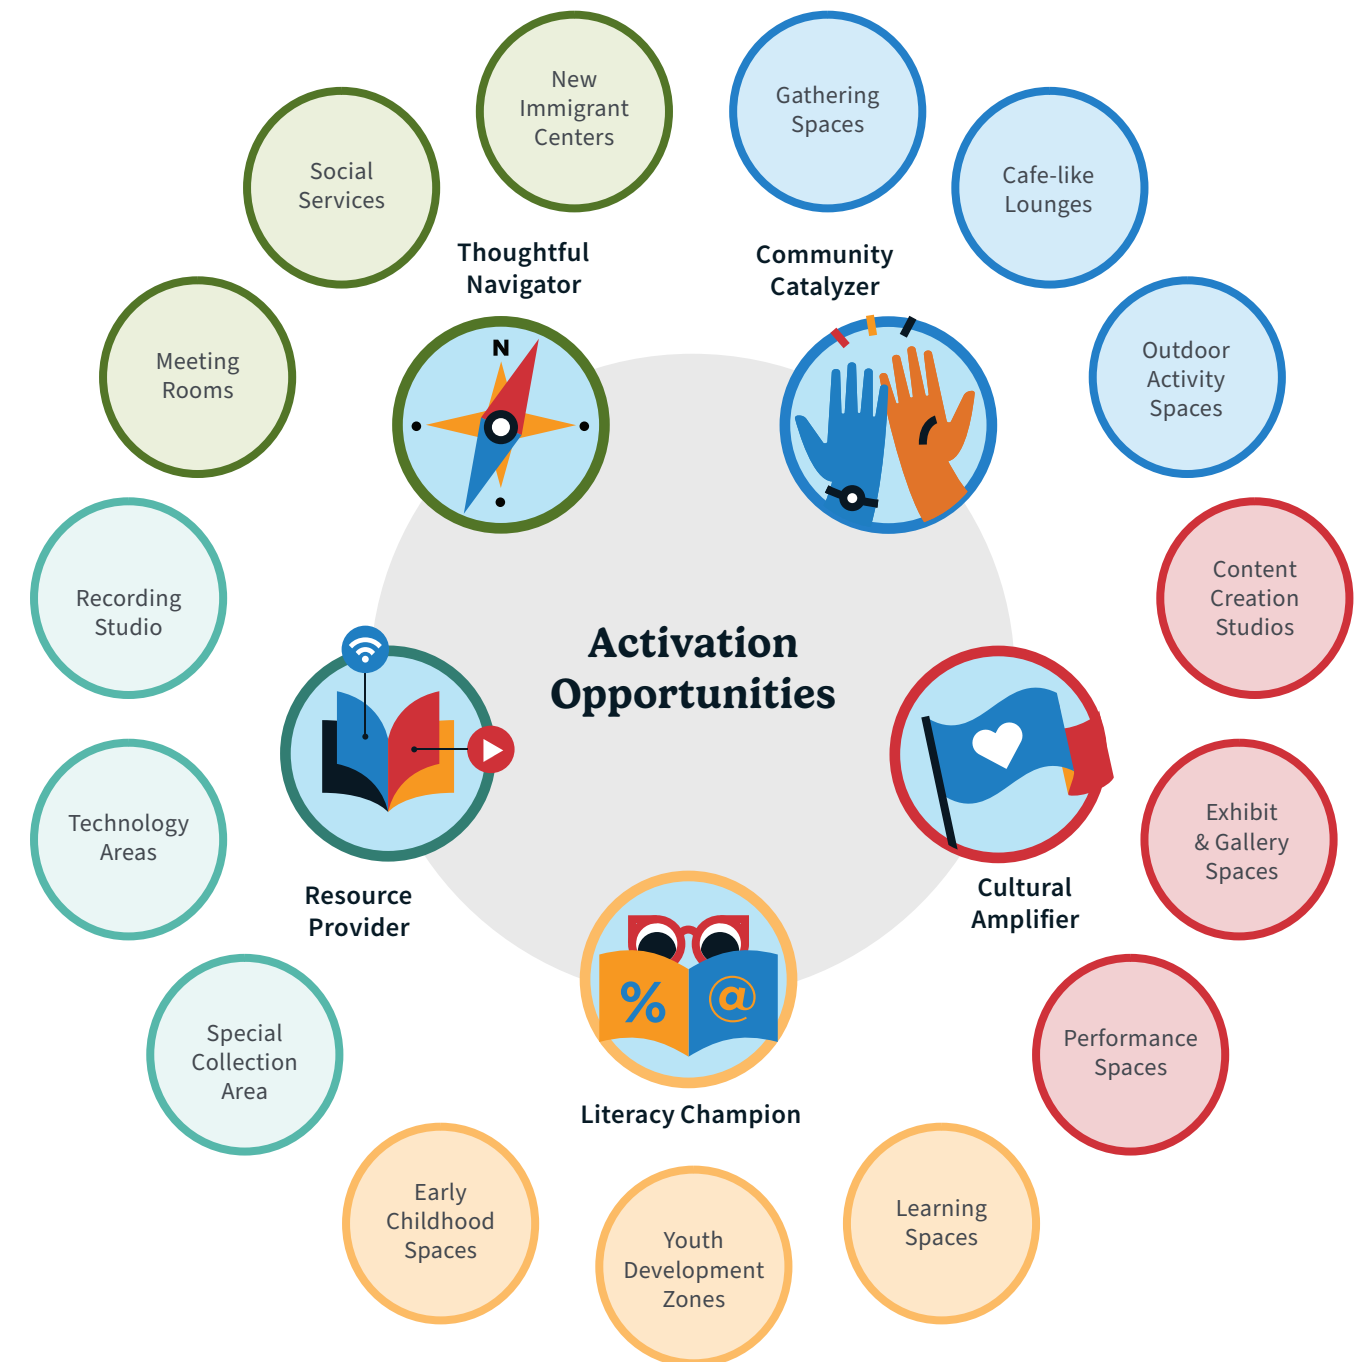 New
Immigrant
Centers
Gathering
Spaces
Social
Services
Cafe-like
Lounges
Thoughtful
Navigator
Community
Catalyzer
N
Meeting
Rooms
Outdoor
Activity
Spaces
Recording
Studio
Content
Creation
Studios
Activation
Opportunities
Technology
Areas
Exhibit
& Gallery
Spaces
Resource
Provider
Cultural
Amplifier
%
@
Special
Collection
Area
Performance
Spaces
Literacy Champion
Early
Childhood
Spaces
Youth
Development
Zones
Learning
Spaces